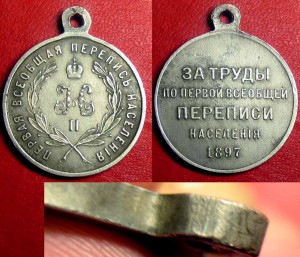 ПЕРВАЯ ВСЕОБЩАЯ ПЕРЕПИСЬ НАСЕЛЕНІЯ
II
ЗА ТРУДЫ
ПО ПЕРВОЙ ВСЕОБЩЕЙ
ПЕРЕПИСИ
НАСЕЛЕНІЯ
1897